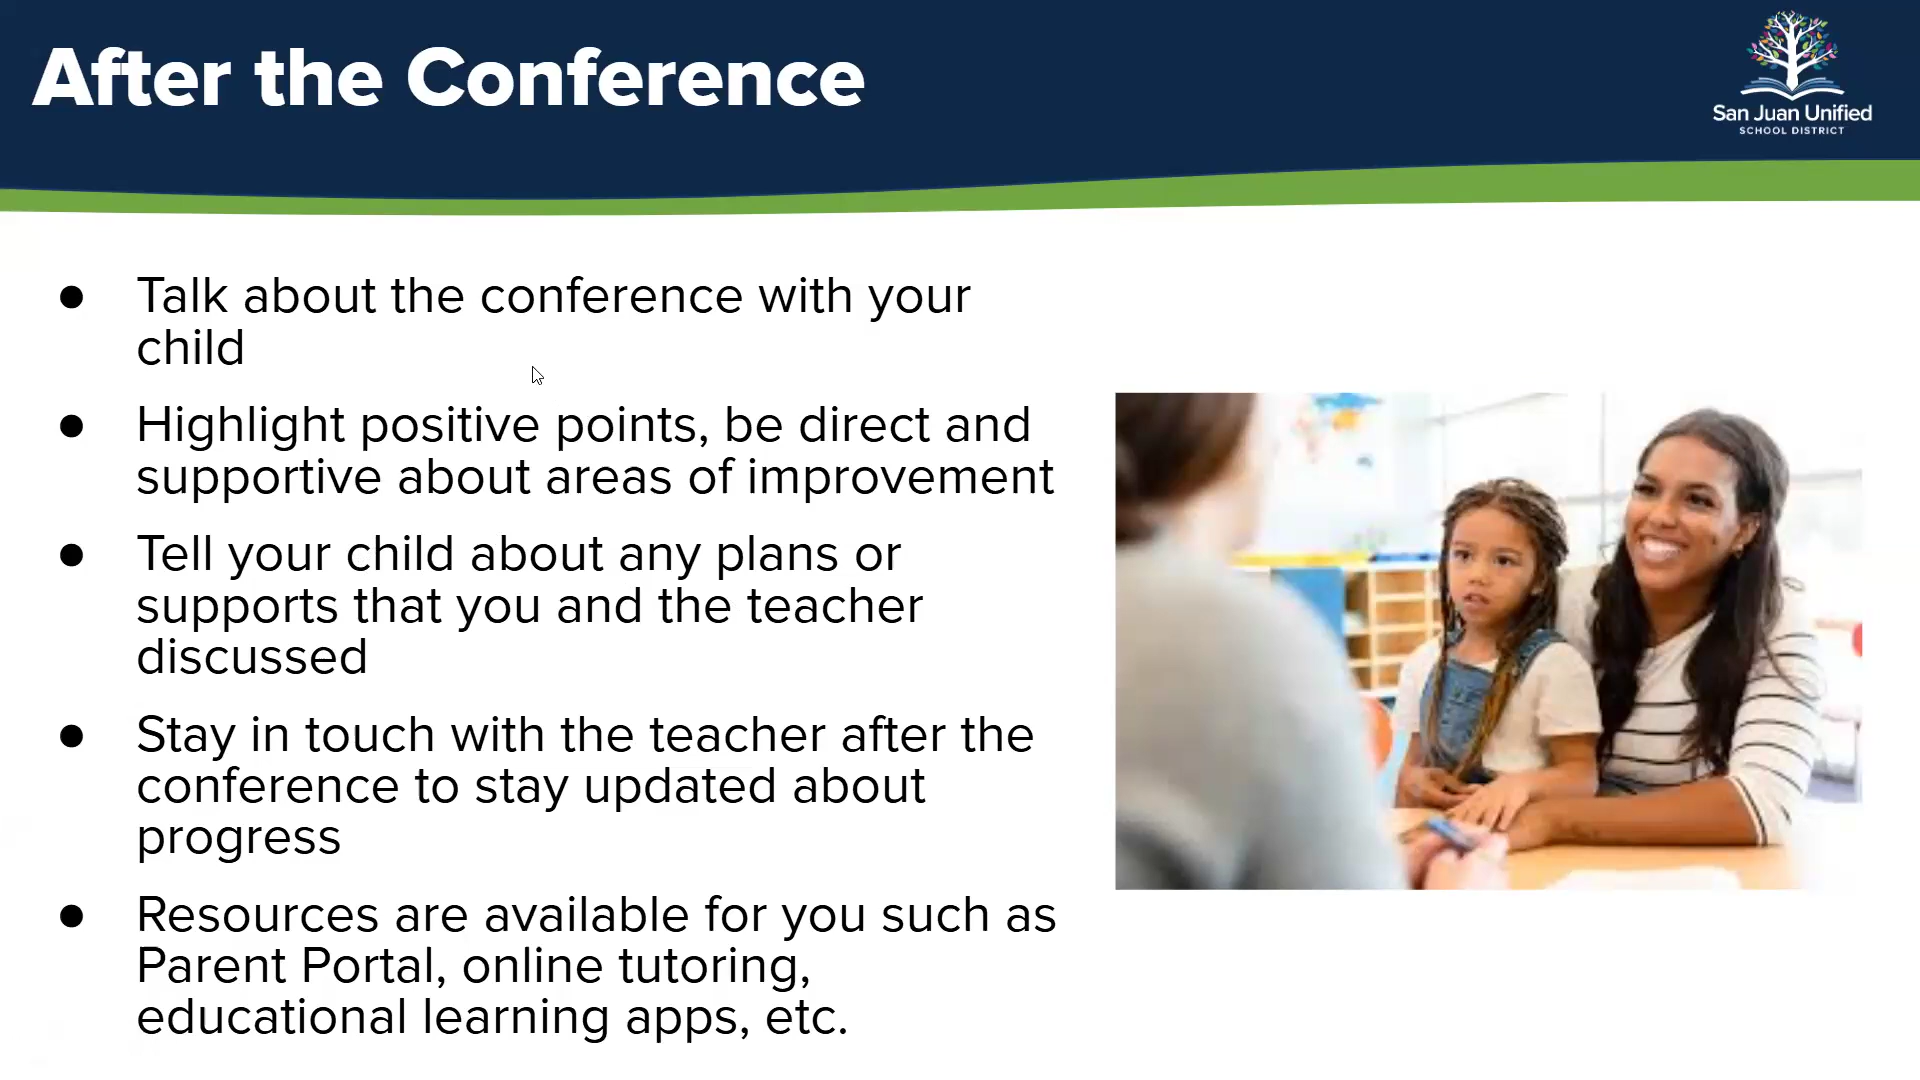 After the Conference
San Juan Unified
SCHOOL DISTRICT
● Talk about the conference with your
child
● Highlight positive points, be direct and
supportive about areas of improvement
● Tell your child about any plans or
supports that you and the teacher
discussed
● Stay in touch with the teacher after the
conference to stay updated about
progress
● Resources are available for you such as
Parent Portal, online tutoring,
educational learning apps, etc.